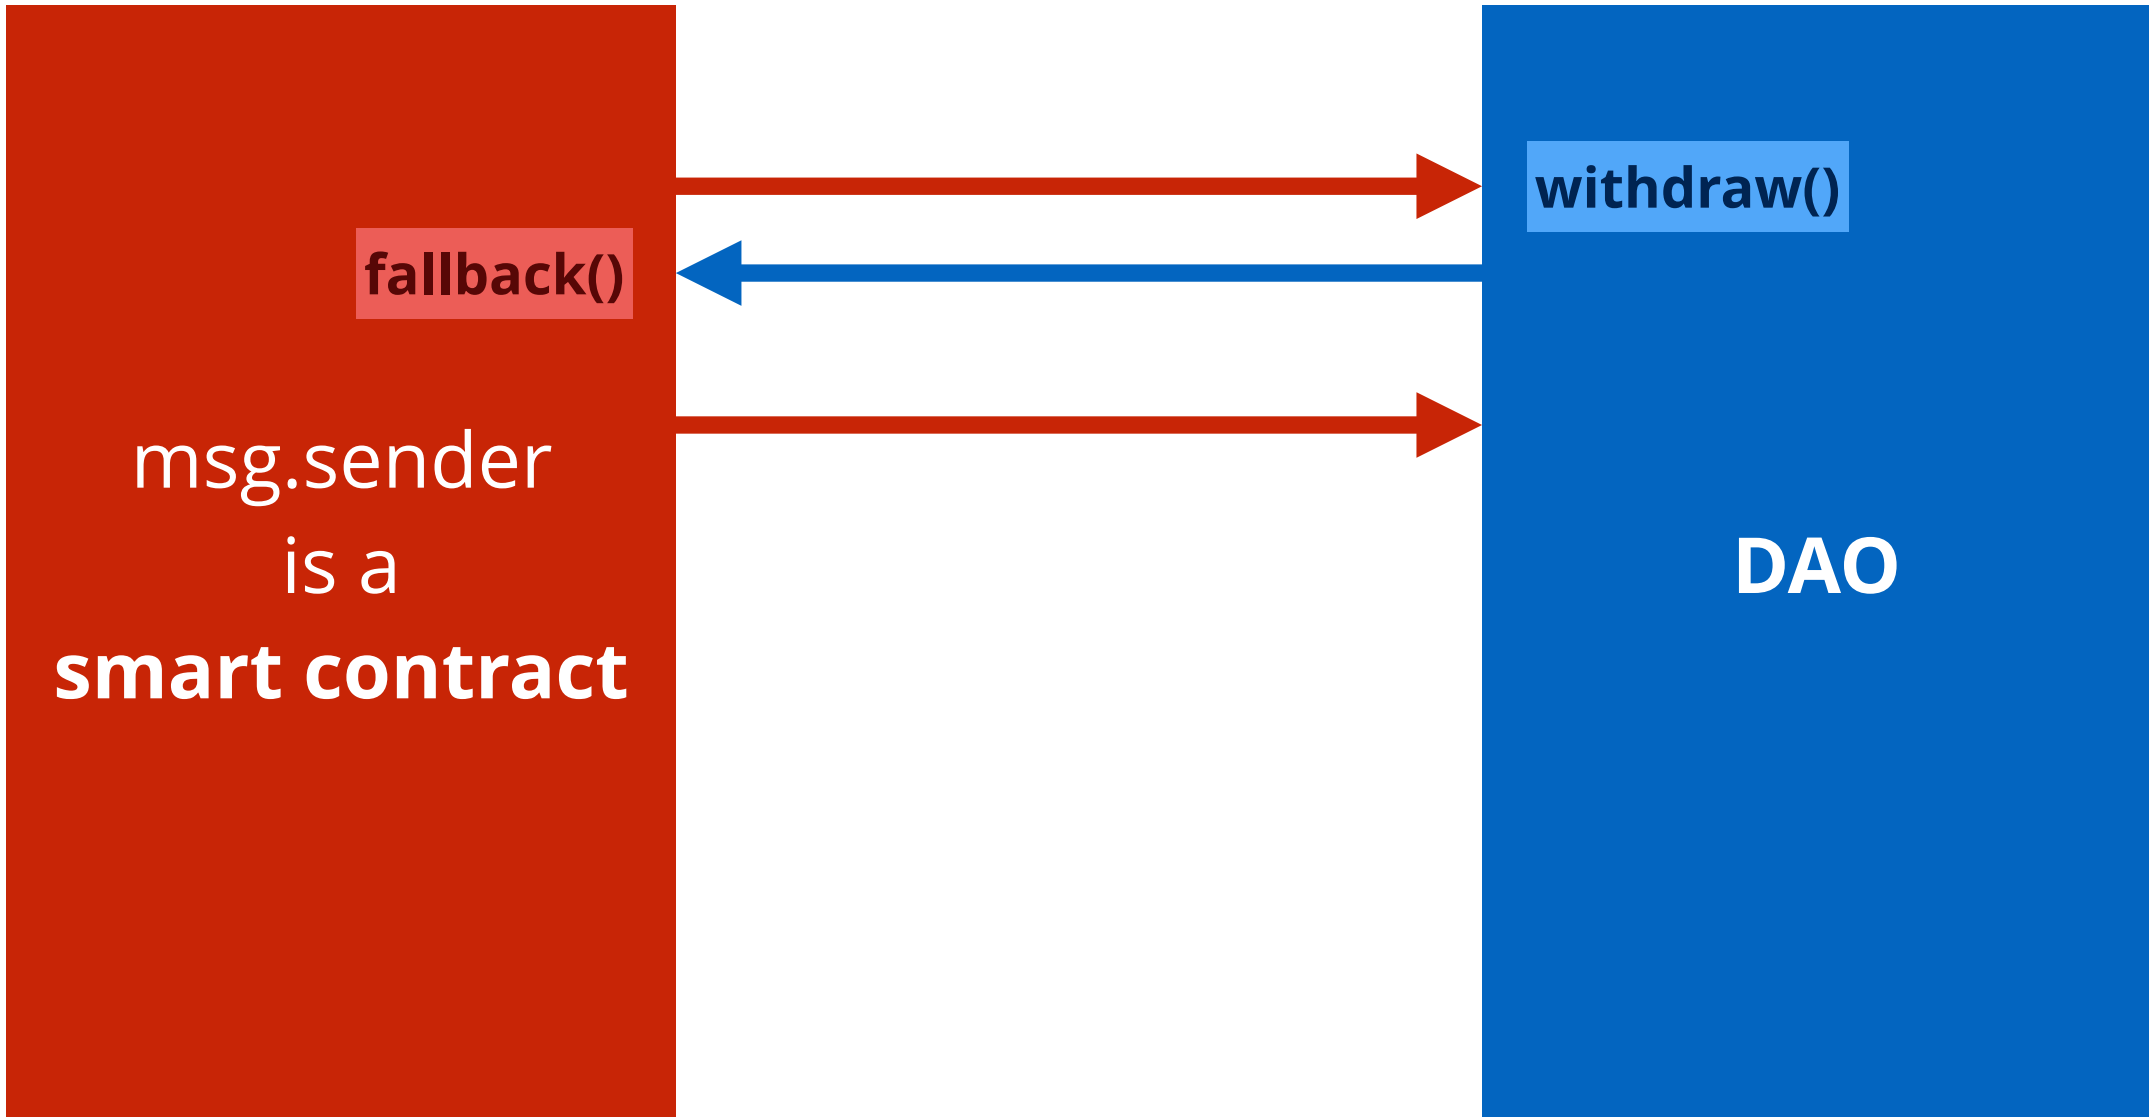 withdraw()
fallback()
msg.sender
is a
smart contract
DAO